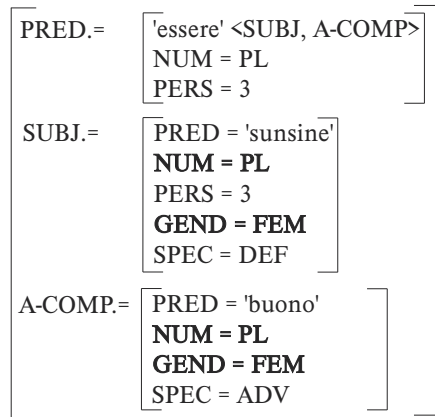 PRED.= 'essere' <SUBJ, A-COMP>
NUM = PL
PERS = 3
SUBJ.= PRED = 'sunsine'
NUM = PL
PERS = 3
GEND = FEM
SPEC = DEF
A-COMP.= PRED = 'buono'
NUM = PL
GEND = FEM
SPEC = ADV